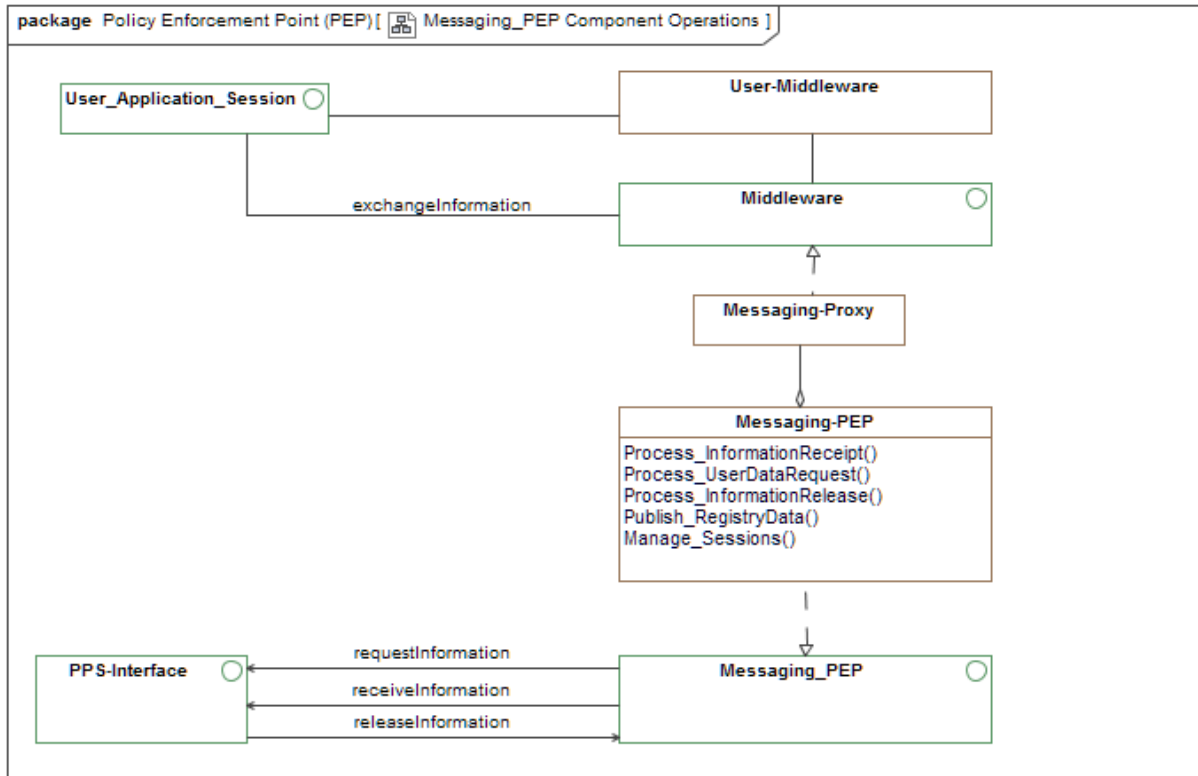 package Policy Enforcement Point (PEP) [ Messaging_PEP Component Operations ]
User_Application_Session
User-Middleware
Middleware
exchangeInformation
Messaging-Proxy
Messaging-PEP
Process_InformationReceipt()
Process_UserDataRequest()
Process_InformationRelease()
Publish_RegistryData()
Manage_Sessions()
requestInformation
PPS-Interface
Messaging_PEP
receiveInformation
releaseInformation